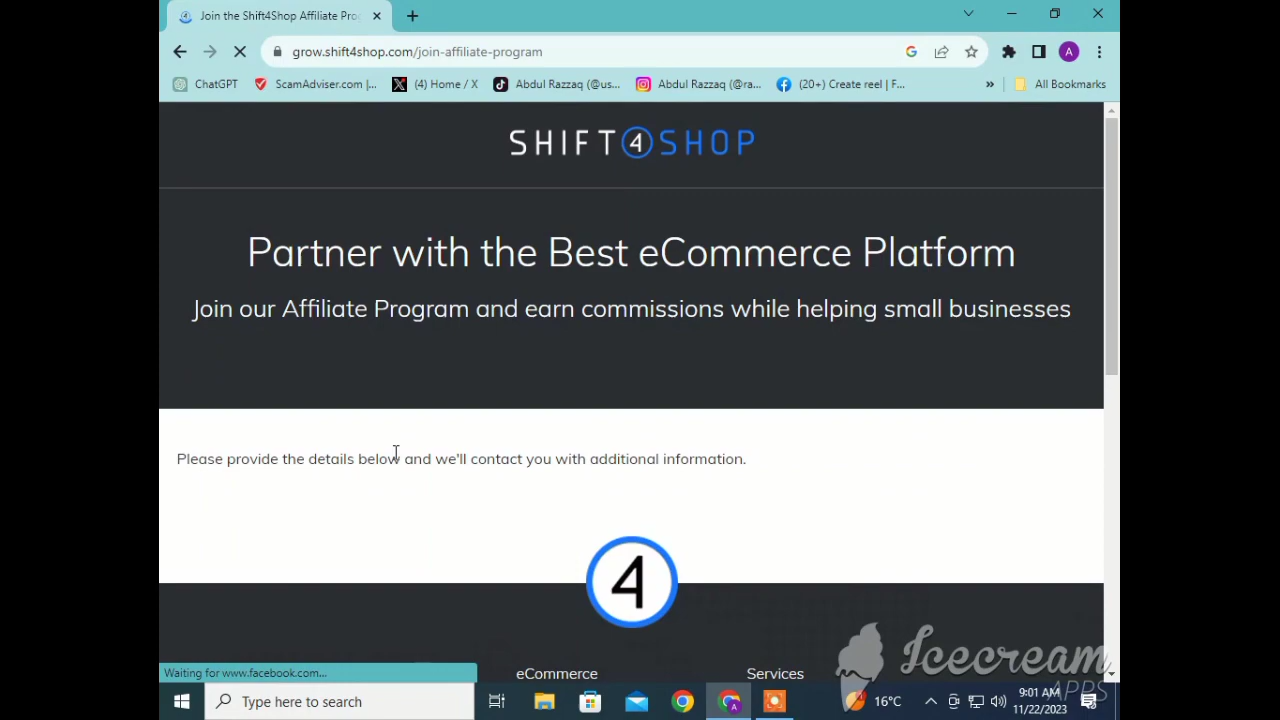 Join the Shift4Shop Affiliate Pro
grow.shift4shop.com/join-affiliate-program
A
ChatGPT
ScamAdviser.com |...
(4) Home / X
Abdul Razzaq (@us...
Abdul Razzaq (@ra...
(20+) Create reel | F...
»
All Bookmarks
SHIFT4SHOP
Partner with the Best eCommerce Platform
Join our Affiliate Program and earn commissions while helping small businesses
Please provide the details below and we'll contact you with additional information.
4
eCommerce
Services
Waiting for www.facebook.com...
Icecream
APPS
Type here to search
16°C
9:01 AM
11/22/2023